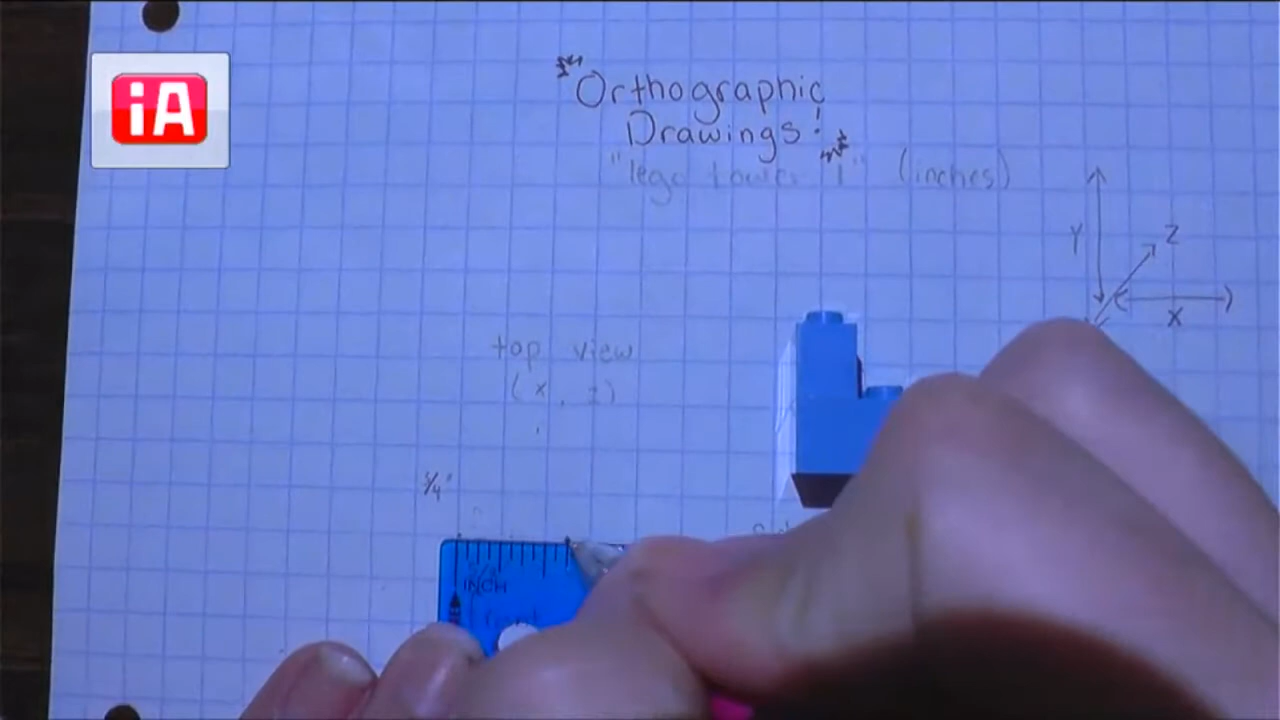 iA
Orthographic
Drawings!
"lego tower 1" (inches)
Z
Y
X
top view
(x, z)
3/4"
INCH